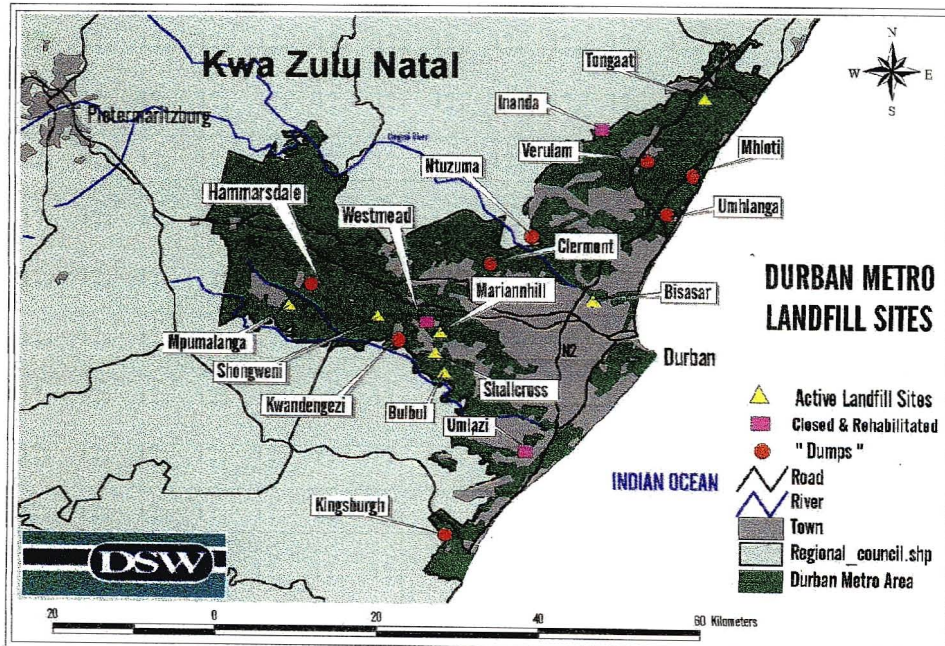 Kwa Zulu Natal
Tongaat
N
W E
S
Inanda
Pietermaritzburg
Verulam
Mhloti
Ntuzuma
Hammarsdale
Umhlanga
Westmead
Clermont
Mariannhill
Bisasar
DURBAN METRO
LANDFILL SITES
Mpumalanga
Shongweni
N2
Durban
Kwandengezi
Shallcross
Bulbul
Umlazi
Active Landfill Sites
Closed & Rehabilitated
" Dumps "
INDIAN OCEAN
Road
River
Kingsburgh
Town
DSW
Regional_council.shp
Durban Metro Area
20 0 20 40 60 Kilometers